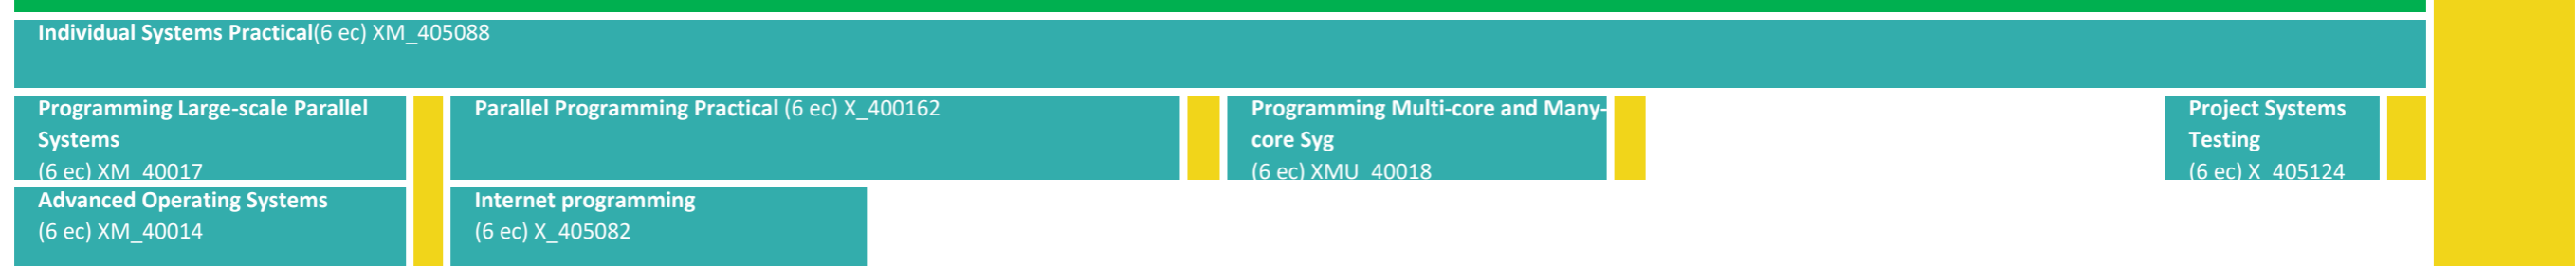 Individual Systems Practical(6 ec) XM_405088
Programming Large-scale Parallel
Systems
(6 ec) XM_40017
Parallel Programming Practical (6 ec) X_400162
Programming Multi-core and Many-
core Syg
(6 ec) XMU_40018
Project Systems
Testing
(6 ec) X_405124
Advanced Operating Systems
(6 ec) XM_40014
Internet programming
(6 ec) X_405082